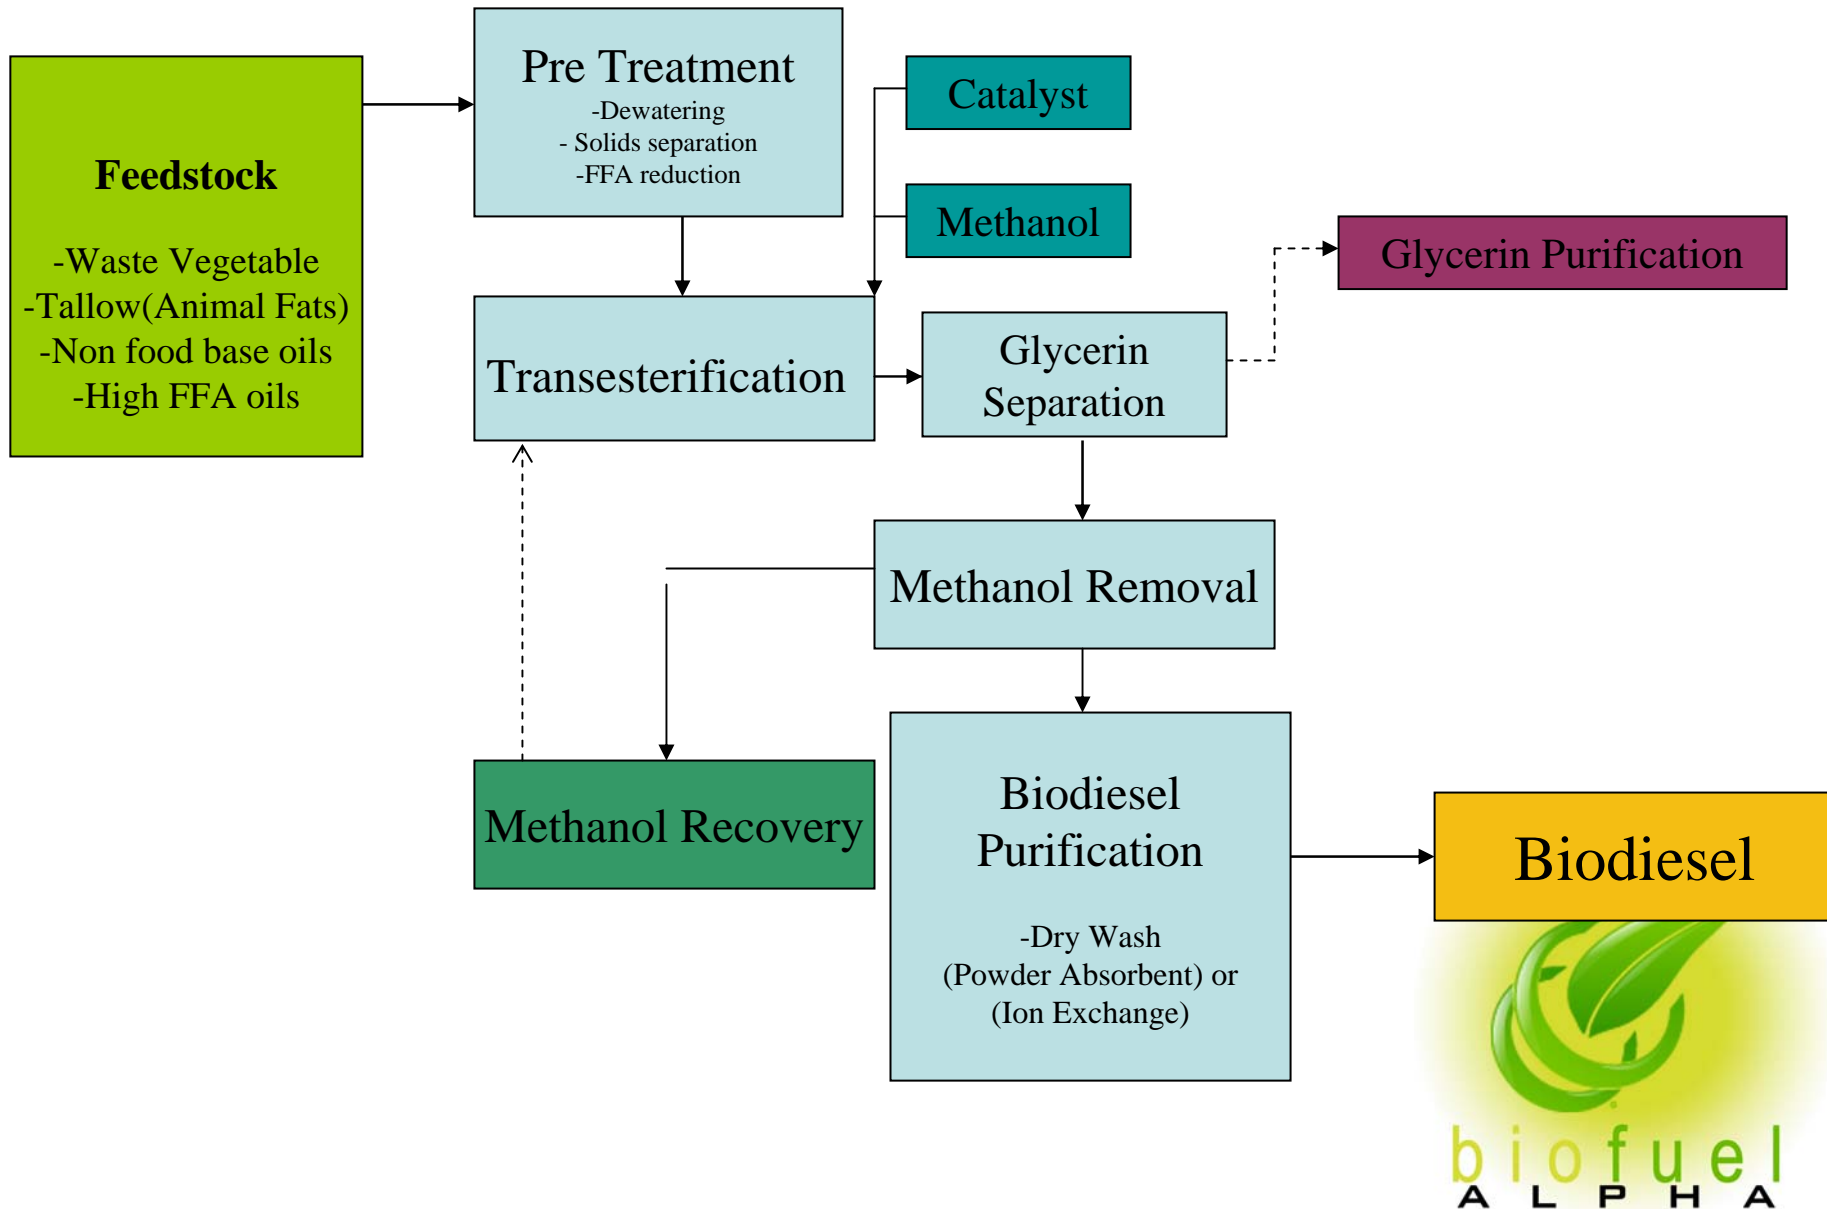 Feedstock
-Waste Vegetable
-Tallow(Animal Fats)
-Non food base oils
-High FFA oils
Pre Treatment
-Dewatering
- Solids separation
-FFA reduction
Catalyst
Methanol
Glycerin Purification
Transesterification
Glycerin
Separation
Methanol Removal
Methanol Recovery
Biodiesel
Purification
-Dry Wash
(Powder Absorbent) or
(Ion Exchange)
Biodiesel
biofuel
ALPHA